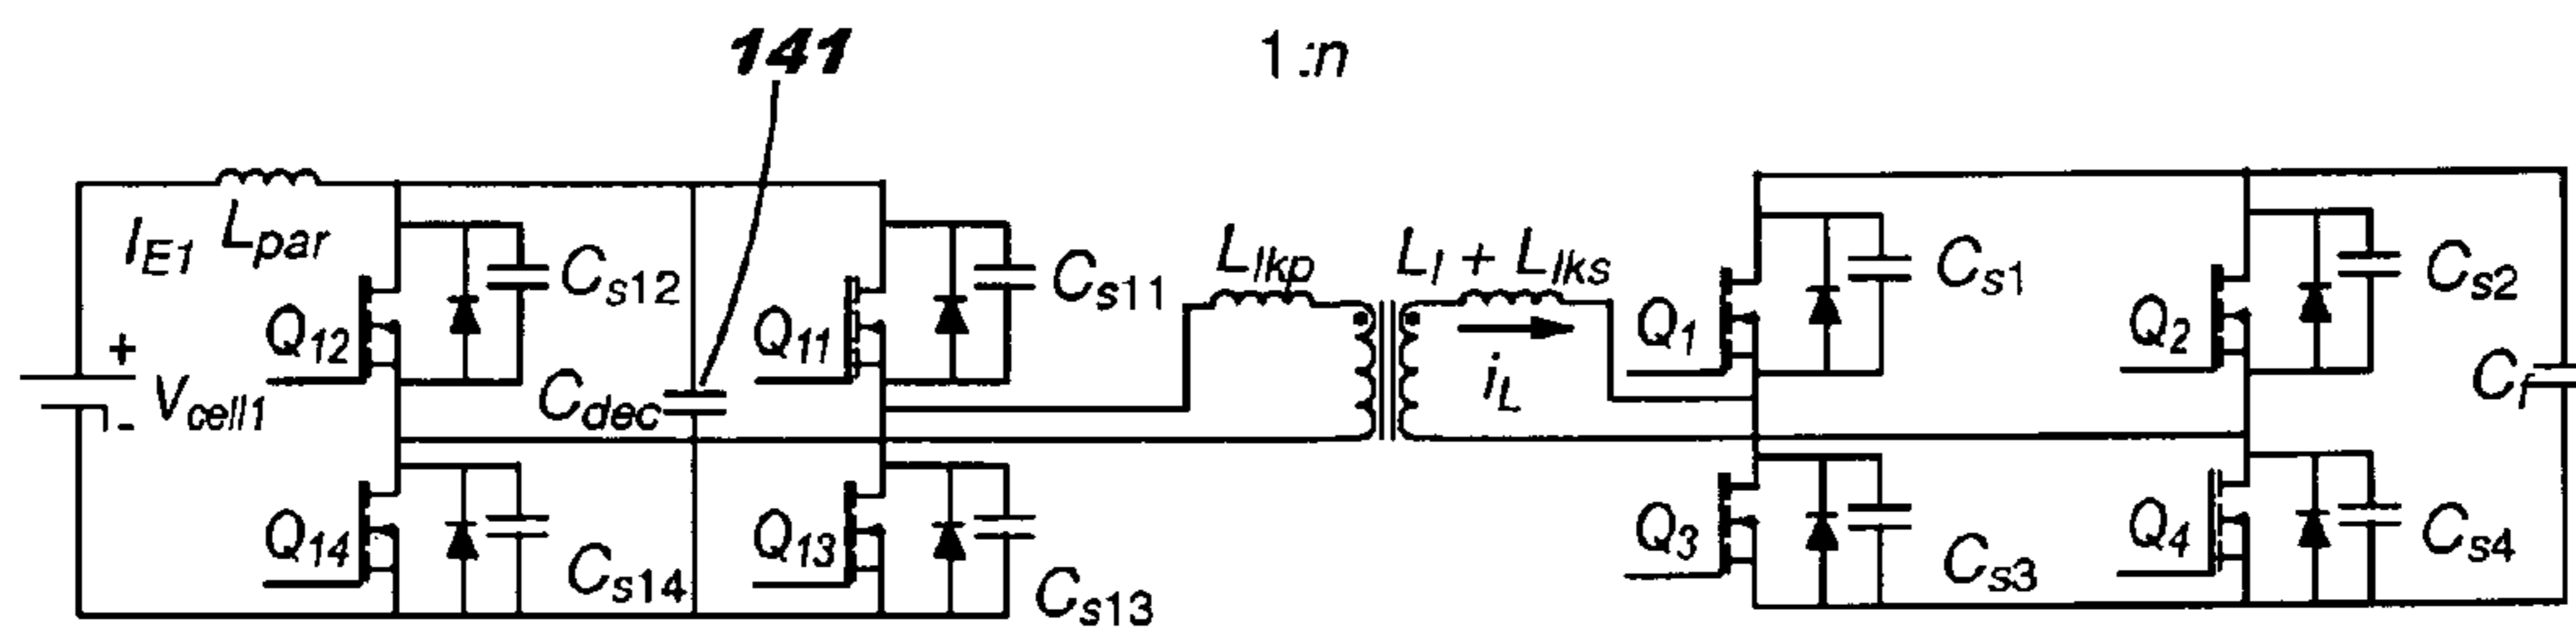 141
1:n
I_E1 L_par
C_s12
C_s11
L_lkp
L_l + L_lks
C_s1
C_s2
Q_12
Q_11
Q_1
Q_2
+
V_cell1
-
C_dec
i_L
C_f
Q_14
Q_13
Q_3
Q_4
C_s14
C_s13
C_s3
C_s4